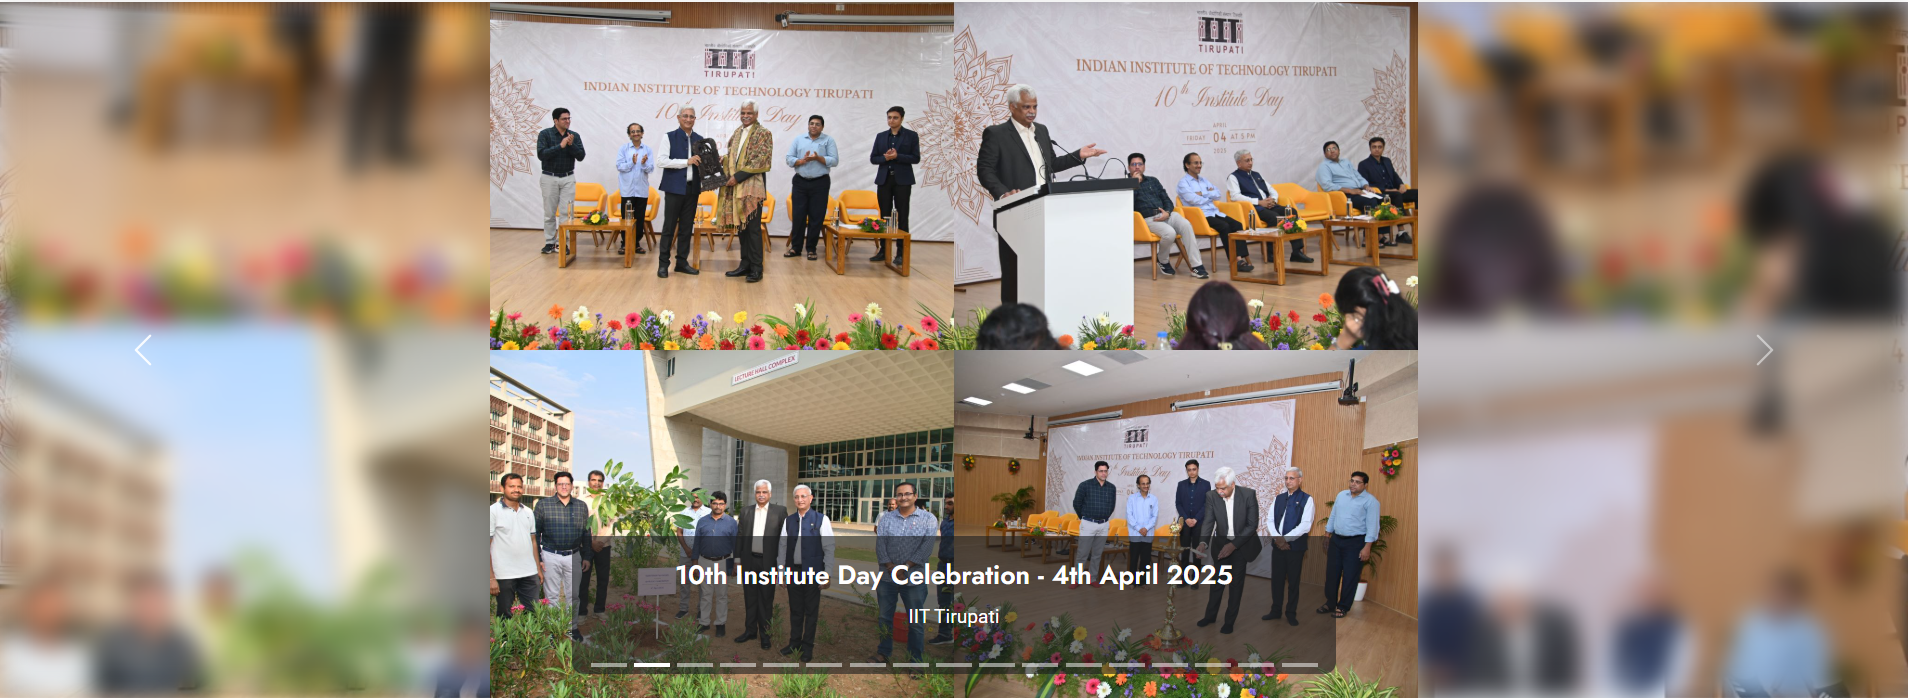 TIRUPATI
INDIAN INSTITUTE OF TECHNOLOGY TIRUPATI
10th Institute Day
TIRUPATI
INDIAN INSTITUTE OF TECHNOLOGY TIRUPATI
10th Institute Day
APRIL
FRIDAY 04 AT 5 PM
2025
LECTURE HALL COMPLEX
TIRUPATI
INDIAN INSTITUTE OF TECHNOLOGY TIRUPATI
Institute Day
10th Institute Day Celebration - 4th April 2025
IIT Tirupati